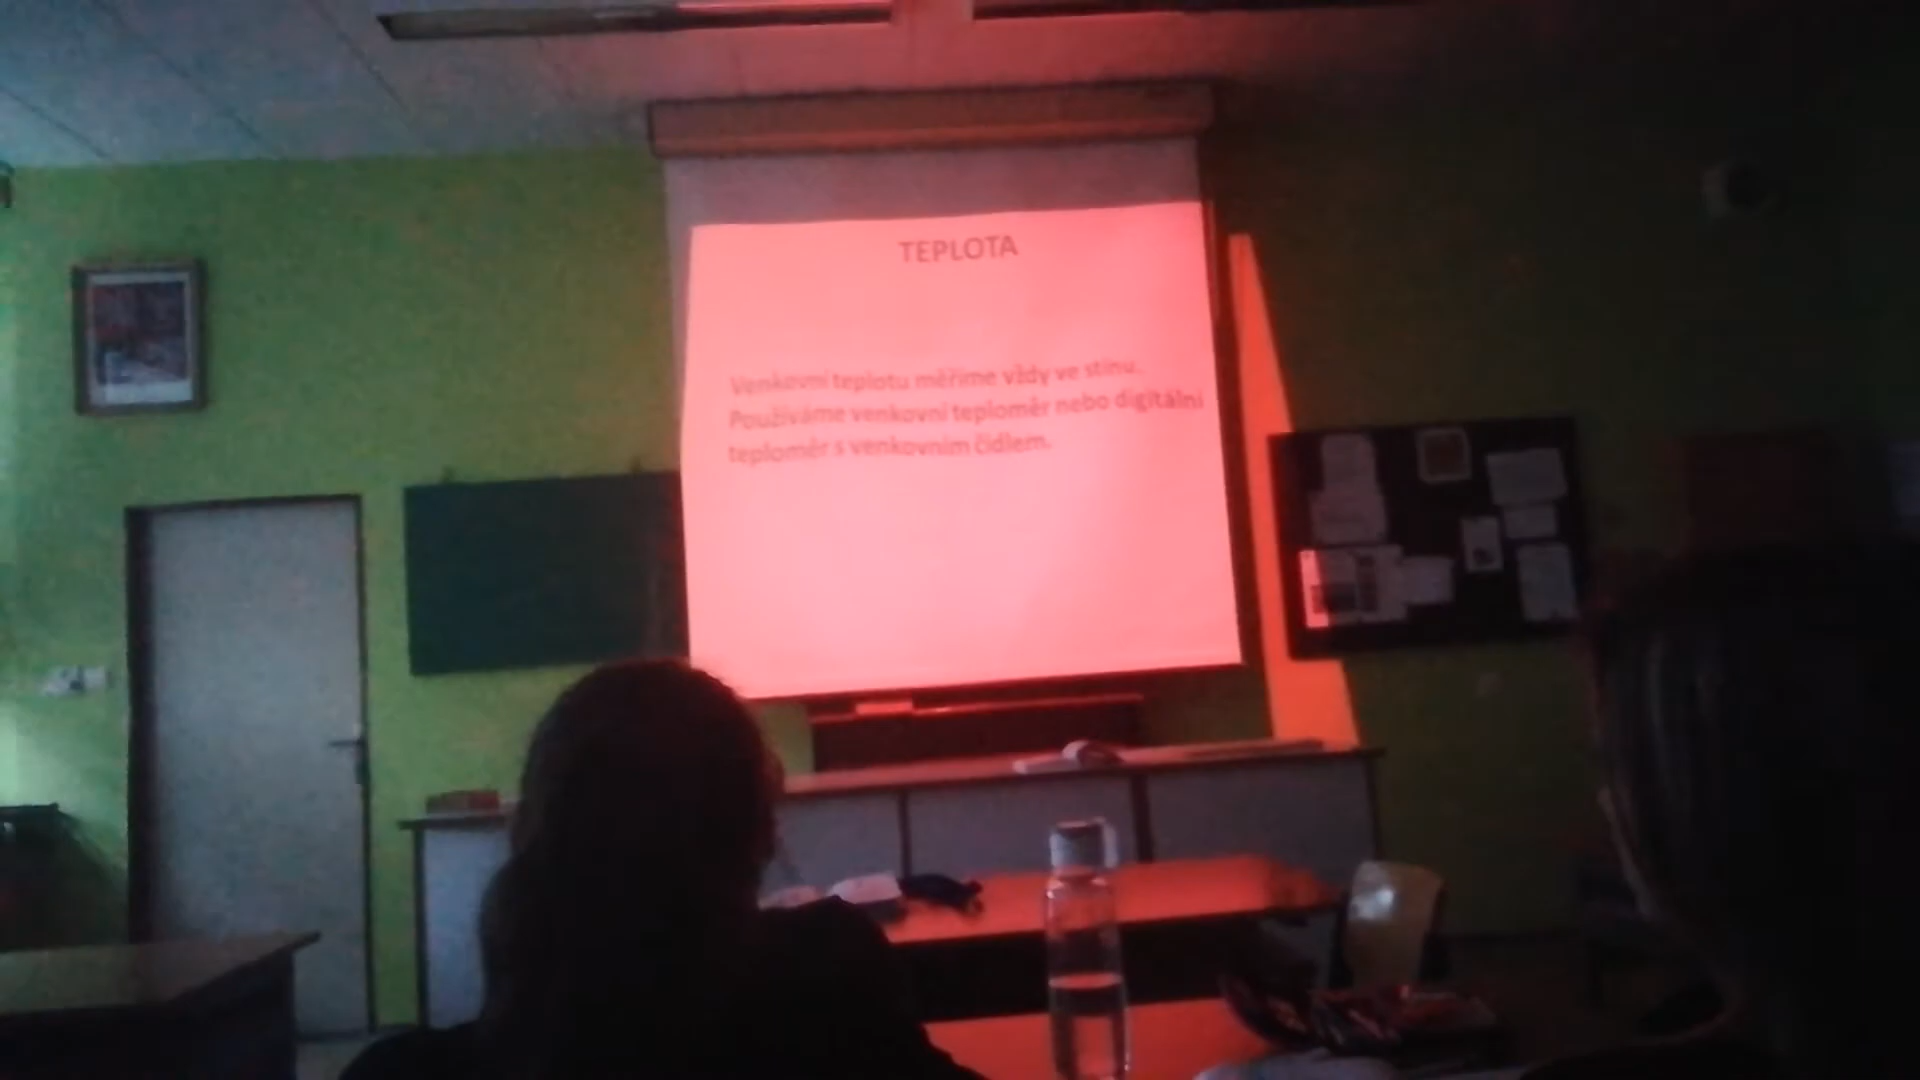 TEPLOTA
Venkovní teplotu měříme vždy ve stínu.
Používáme venkovní teploměr nebo digitální
teploměr s venkovním čidlem.